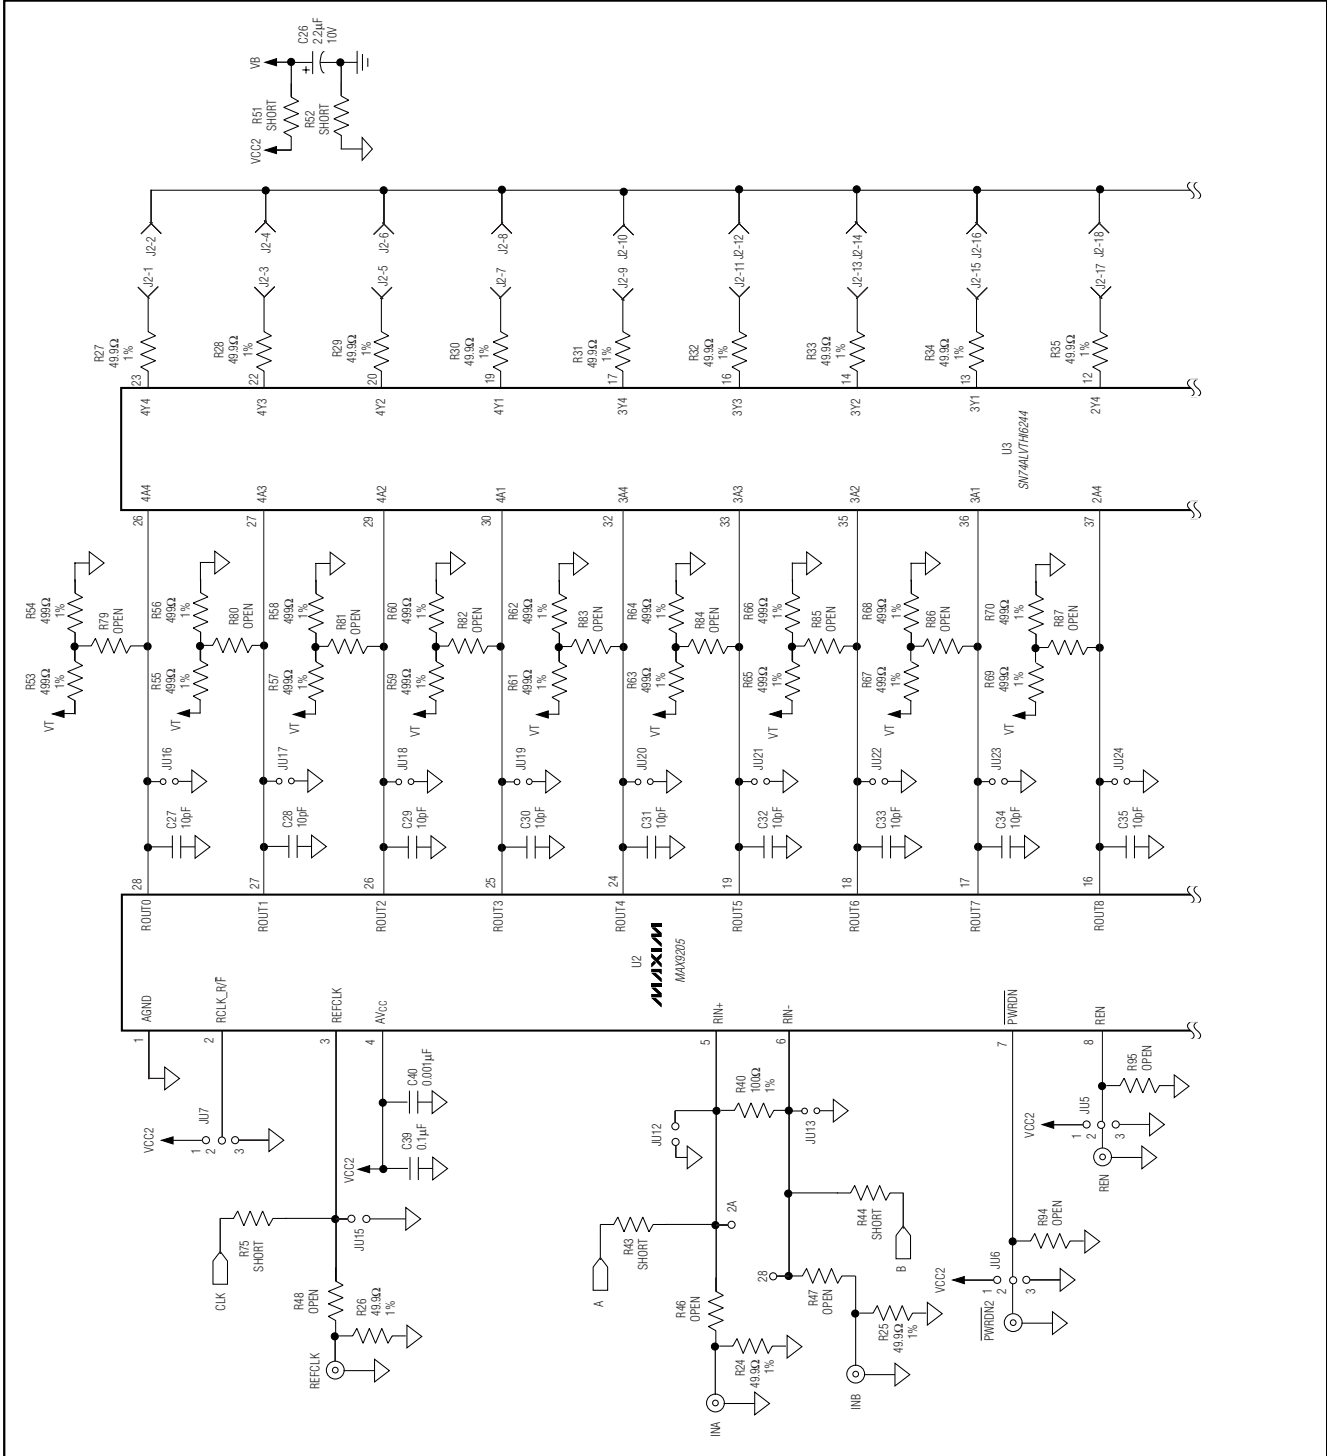 REFCLK
R48
OPEN
R26
49.9Ω
1%
CLK
R75
SHORT
JU15
VCC2
1
2
3
JU7
VCC2
C39
0.1µF
C40
0.001µF
INA
R24
49.9Ω
1%
R46
OPEN
A
R43
SHORT
2A
JU12
R40
100Ω
1%
JU13
INB
R25
49.9Ω
1%
R47
OPEN
28
B
R44
SHORT
PWRDN2
VCC2
1
2
3
JU6
R94
OPEN
REN
VCC2
1
2
3
JU5
R95
OPEN
1
AGND
2
RCLK_R/F
3
REFCLK
4
AVCC
5
RIN+
6
RIN-
7
PWRDN
8
REN
U2
MAXIM
MAX9205
ROUT0
28
ROUT1
27
ROUT2
26
ROUT3
25
ROUT4
24
ROUT5
19
ROUT6
18
ROUT7
17
ROUT8
16
C27
10pF
JU16
VT
R53
499Ω
1%
R54
499Ω
1%
R79
OPEN
C28
10pF
JU17
VT
R55
499Ω
1%
R56
499Ω
1%
R80
OPEN
C29
10pF
JU18
VT
R57
499Ω
1%
R58
499Ω
1%
R81
OPEN
C30
10pF
JU19
VT
R59
499Ω
1%
R60
499Ω
1%
R82
OPEN
C31
10pF
JU20
VT
R61
499Ω
1%
R62
499Ω
1%
R83
OPEN
C32
10pF
JU21
VT
R63
499Ω
1%
R64
499Ω
1%
R84
OPEN
C33
10pF
JU22
VT
R65
499Ω
1%
R66
499Ω
1%
R85
OPEN
C34
10pF
JU23
VT
R67
499Ω
1%
R68
499Ω
1%
R86
OPEN
C35
10pF
JU24
VT
R69
499Ω
1%
R70
499Ω
1%
R87
OPEN
26
4A4
27
4A3
29
4A2
30
4A1
32
3A4
33
3A3
35
3A2
36
3A1
37
2A4
U3
SN74ALVTH16244
4Y4
23
R27
49.9Ω
1%
J2-1
J2-2
4Y3
22
R28
49.9Ω
1%
J2-3
J2-4
4Y2
20
R29
49.9Ω
1%
J2-5
J2-6
4Y1
19
R30
49.9Ω
1%
J2-7
J2-8
3Y4
17
R31
49.9Ω
1%
J2-9
J2-10
3Y3
16
R32
49.9Ω
1%
J2-11
J2-12
3Y2
14
R33
49.9Ω
1%
J2-13
J2-14
3Y1
13
R34
49.9Ω
1%
J2-15
J2-16
2Y4
12
R35
49.9Ω
1%
J2-17
J2-18
VCC2
R51
SHORT
VB
R52
SHORT
+
C26
2.2µF
10V